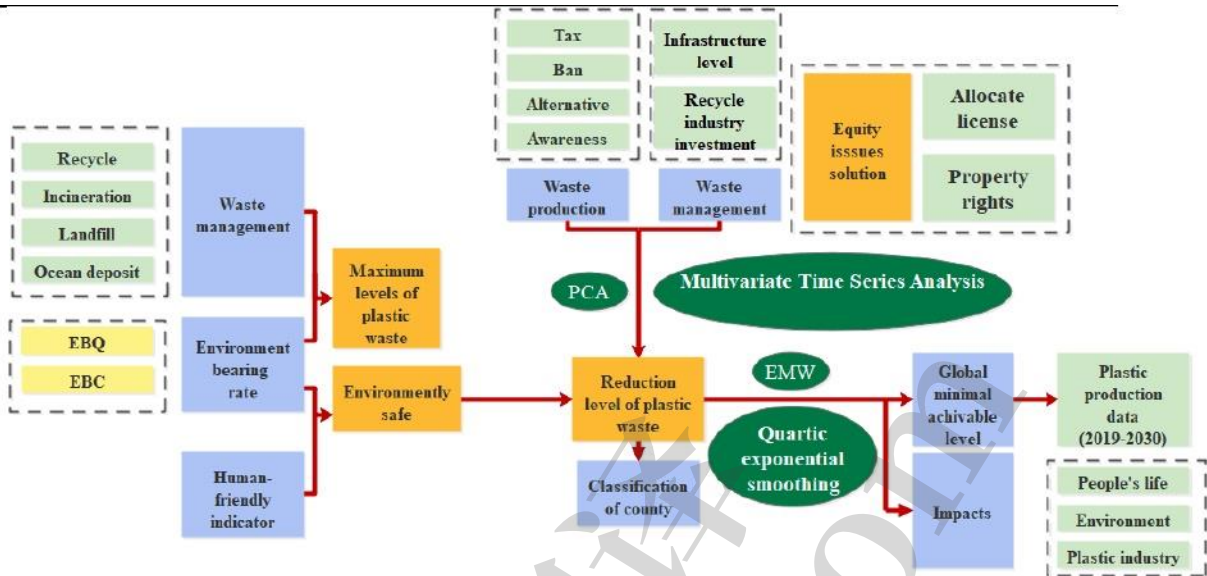 Tax
Ban
Alternative
Awareness
Infrastructure
level
Recycle
industry
investment
Equity
isssues
solution
Allocate
license
Property
rights
Waste
production
Waste
management
Recycle
Incineration
Landfill
Ocean deposit
Waste
management
EBQ
EBC
Environment
bearing
rate
Human-
friendly
indicator
Maximum
levels of
plastic
waste
Environmently
safe
PCA
Multivariate Time Series Analysis
Reduction
level of plastic
waste
EMW
Quartic
exponential
smoothing
Classification
of county
Global
minimal
achivable
level
Impacts
Plastic
production
data
(2019-2030)
People's life
Environment
Plastic industry